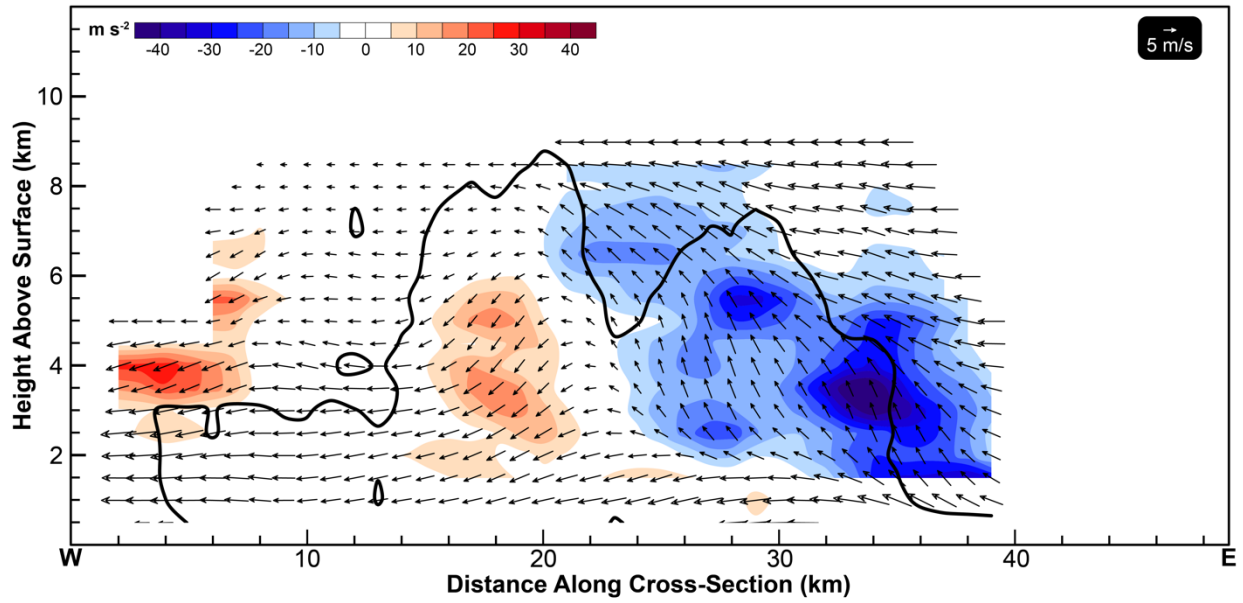 m s-2
-40 -30 -20 -10 0 10 20 30 40
5 m/s
Height Above Surface (km)
10
8
6
4
2
W
10
20
30
40
E
Distance Along Cross-Section (km)